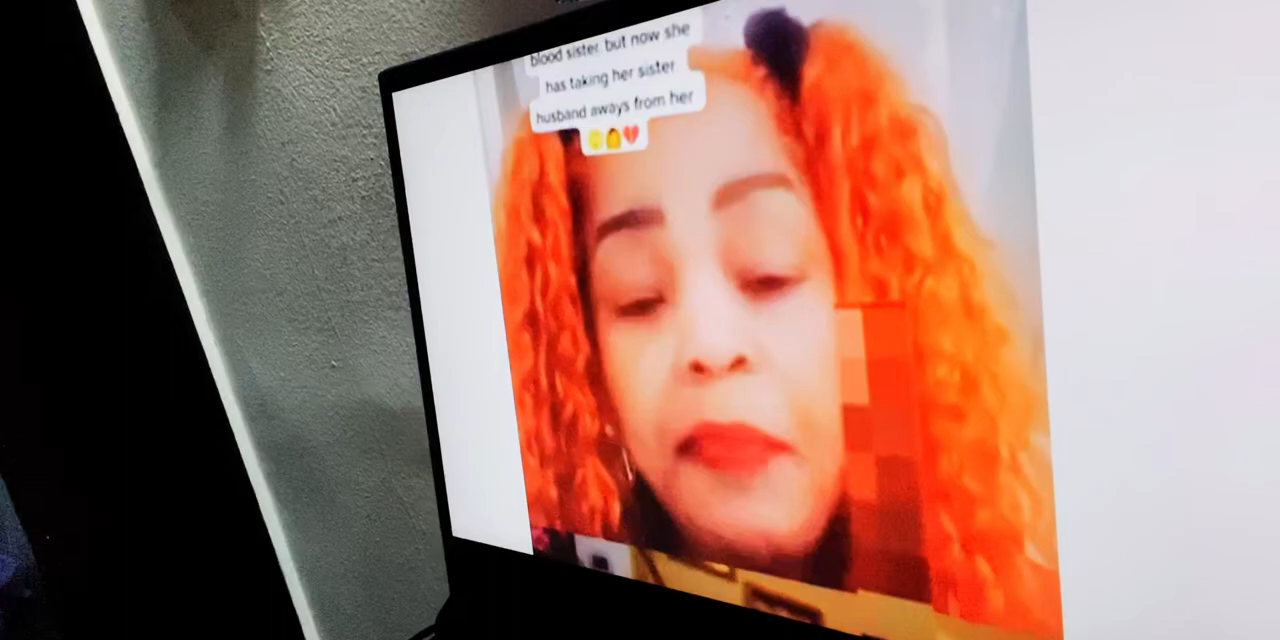 blood sister. but now she
has taking her sister
husband aways from her